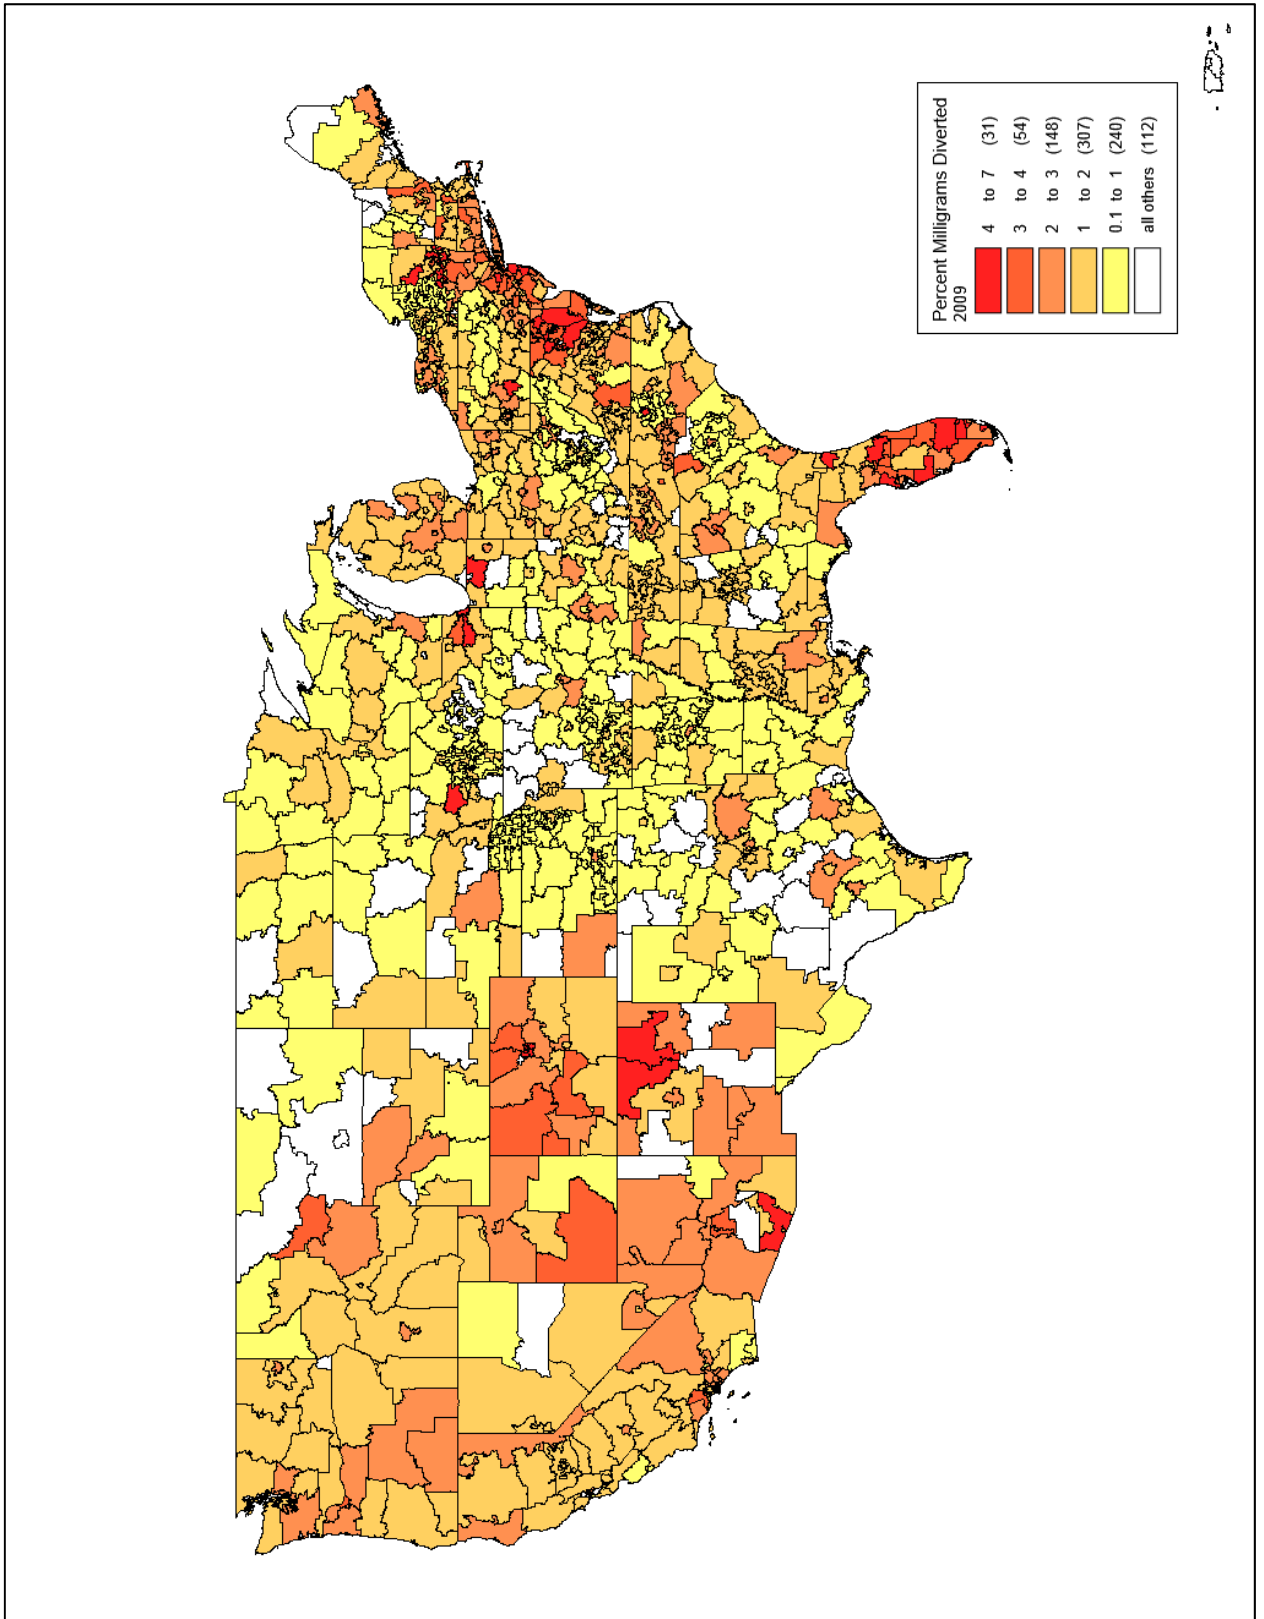 Percent Milligrams Diverted
2009
4 to 7 (31)
3 to 4 (54)
2 to 3 (148)
1 to 2 (307)
0.1 to 1 (240)
all others (112)